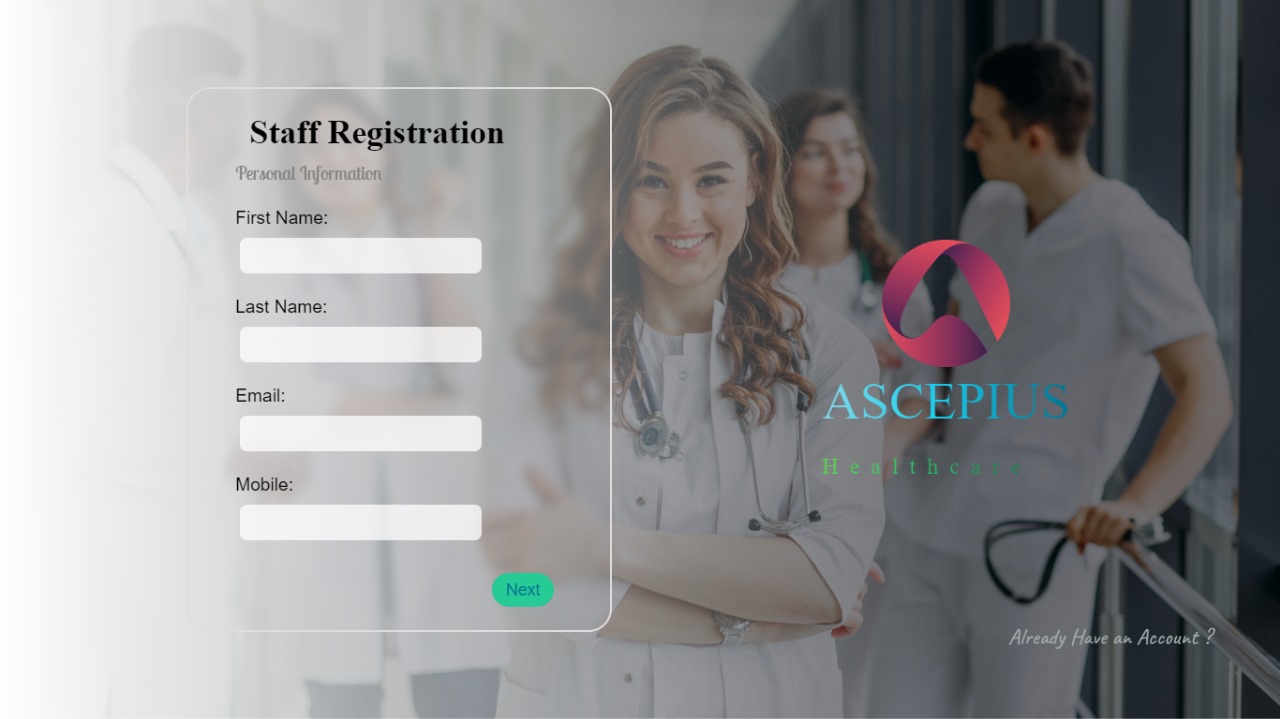 Staff Registration
Personal Information
First Name:
Last Name:
Email:
Mobile:
Next
ASCEPIUS
Healthcare
Already Have an Account ?